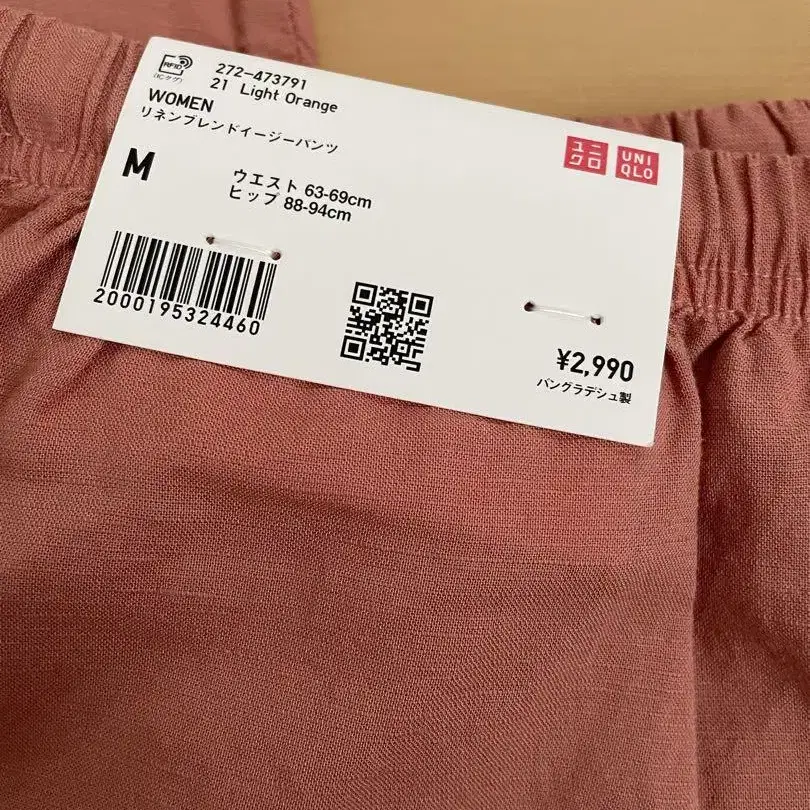 RFID
(ICタグ)
272-473791
21 Light Orange
WOMEN
リネンブレンドイージーパンツ
ユニ
クロ
UNI
QLO
M
ウエスト 63-69cm
ヒップ 88-94cm
2000195324460
¥2,990
バングラデシュ製